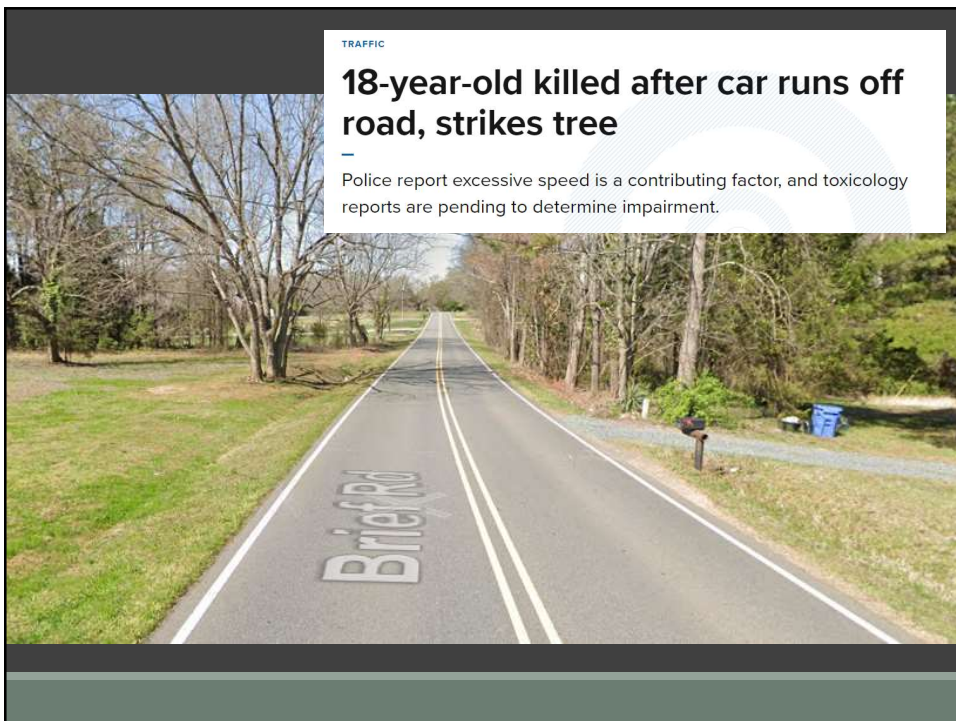 TRAFFIC
18-year-old killed after car runs off
road, strikes tree
Police report excessive speed is a contributing factor, and toxicology
reports are pending to determine impairment.
Brief Rd